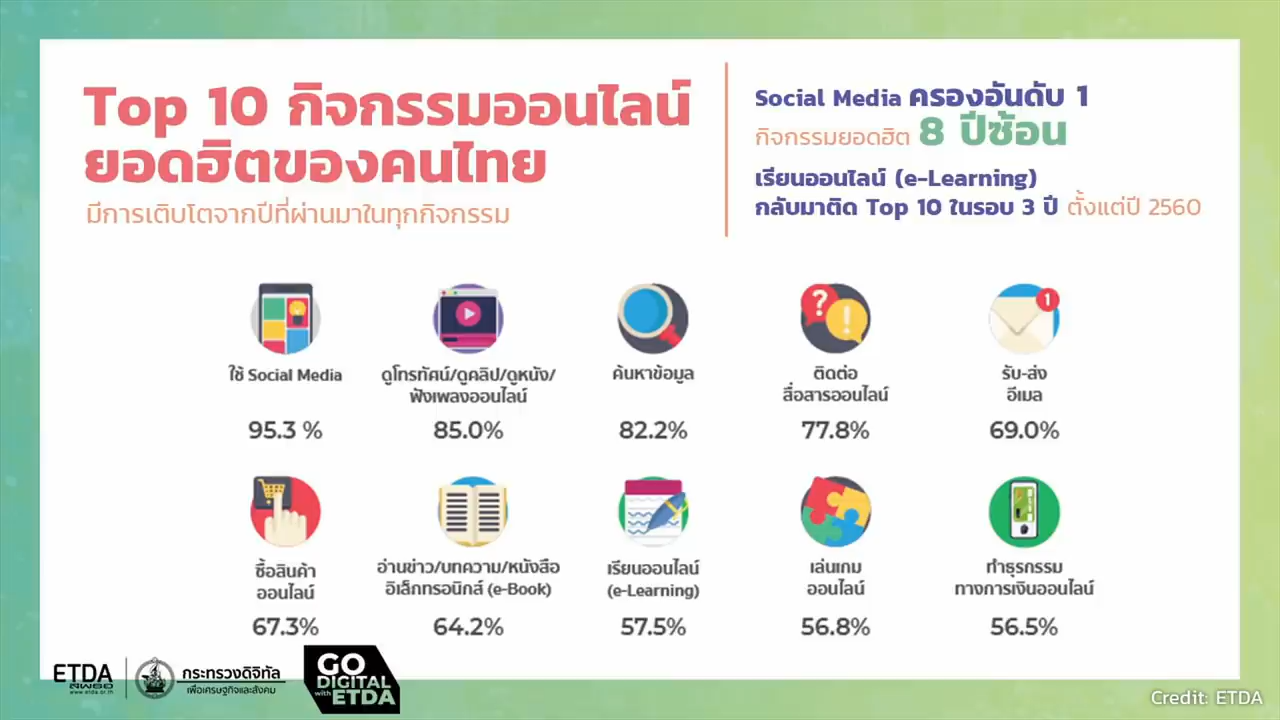 Top 10 กิจกรรมออนไลน์
ยอดฮิตของคนไทย
มีการเติบโตจากปีที่ผ่านมาในทุกกิจกรรม
Social Media ครองอันดับ 1
กิจกรรมยอดฮิต 8 ปีซ้อน
เรียนออนไลน์ (e-Learning)
กลับมาติด Top 10 ในรอบ 3 ปี ตั้งแต่ปี 2560
ใช้ Social Media
95.3 %
ดูโทรทัศน์/ดูคลิป/ดูหนัง/
ฟังเพลงออนไลน์
85.0%
ค้นหาข้อมูล
82.2%
ติดต่อ
สื่อสารออนไลน์
77.8%
รับ-ส่ง
อีเมล
69.0%
1
? !
ซื้อสินค้า
ออนไลน์
67.3%
อ่านข่าว/บทความ/หนังสือ
อิเล็กทรอนิกส์ (e-Book)
64.2%
เรียนออนไลน์
(e-Learning)
57.5%
เล่นเกม
ออนไลน์
56.8%
ทำธุรกรรม
ทางการเงินออนไลน์
56.5%
ETDA
สพธอ
www.etda.or.th
กระทรวงดิจิทัล
เพื่อเศรษฐกิจและสังคม
GO
DIGITAL
with ETDA
Credit: ETDA